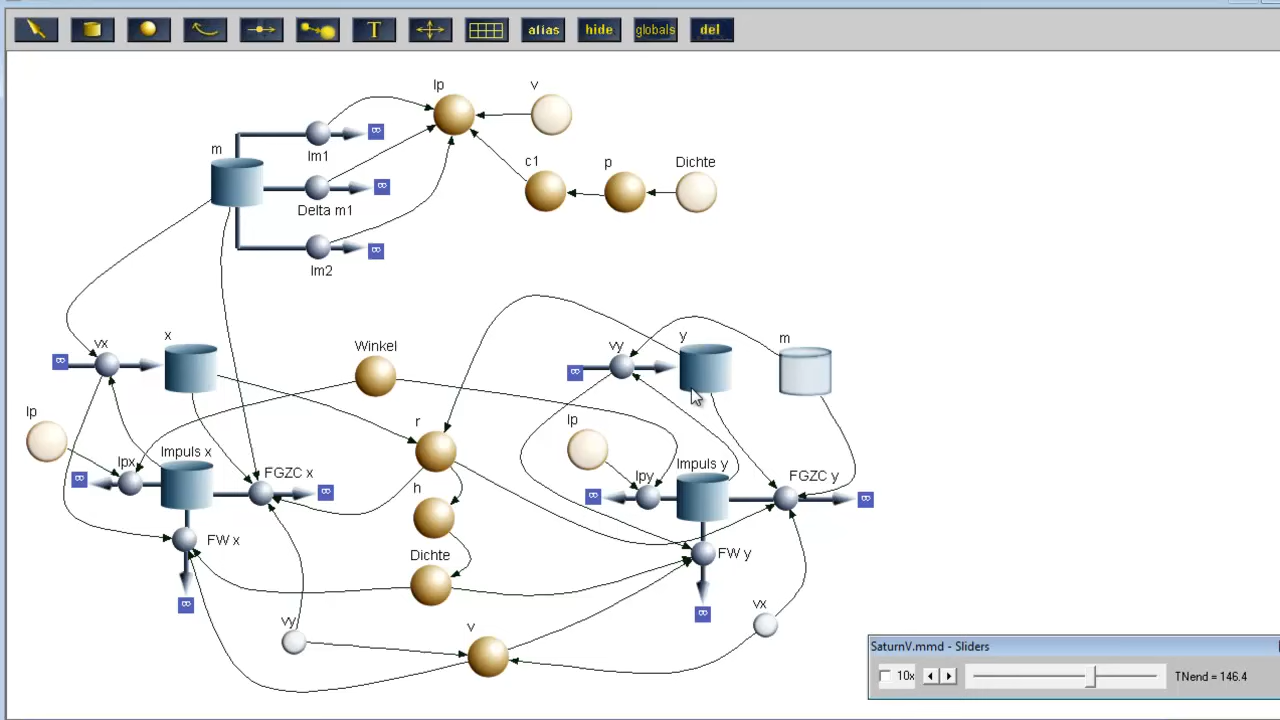 T
alias
hide
globals
del
Ip
v
m
Im1
Delta m1
Im2
c1
p
Dichte
vx
x
Winkel
vy
y
m
Ip
r
Ip
Ipx
Impuls x
FGZC x
Ipy
Impuls y
FGZC y
h
FW x
Dichte
FW y
vy
v
vx
SaturnV.mmd - Sliders
10x
TNend = 146.4